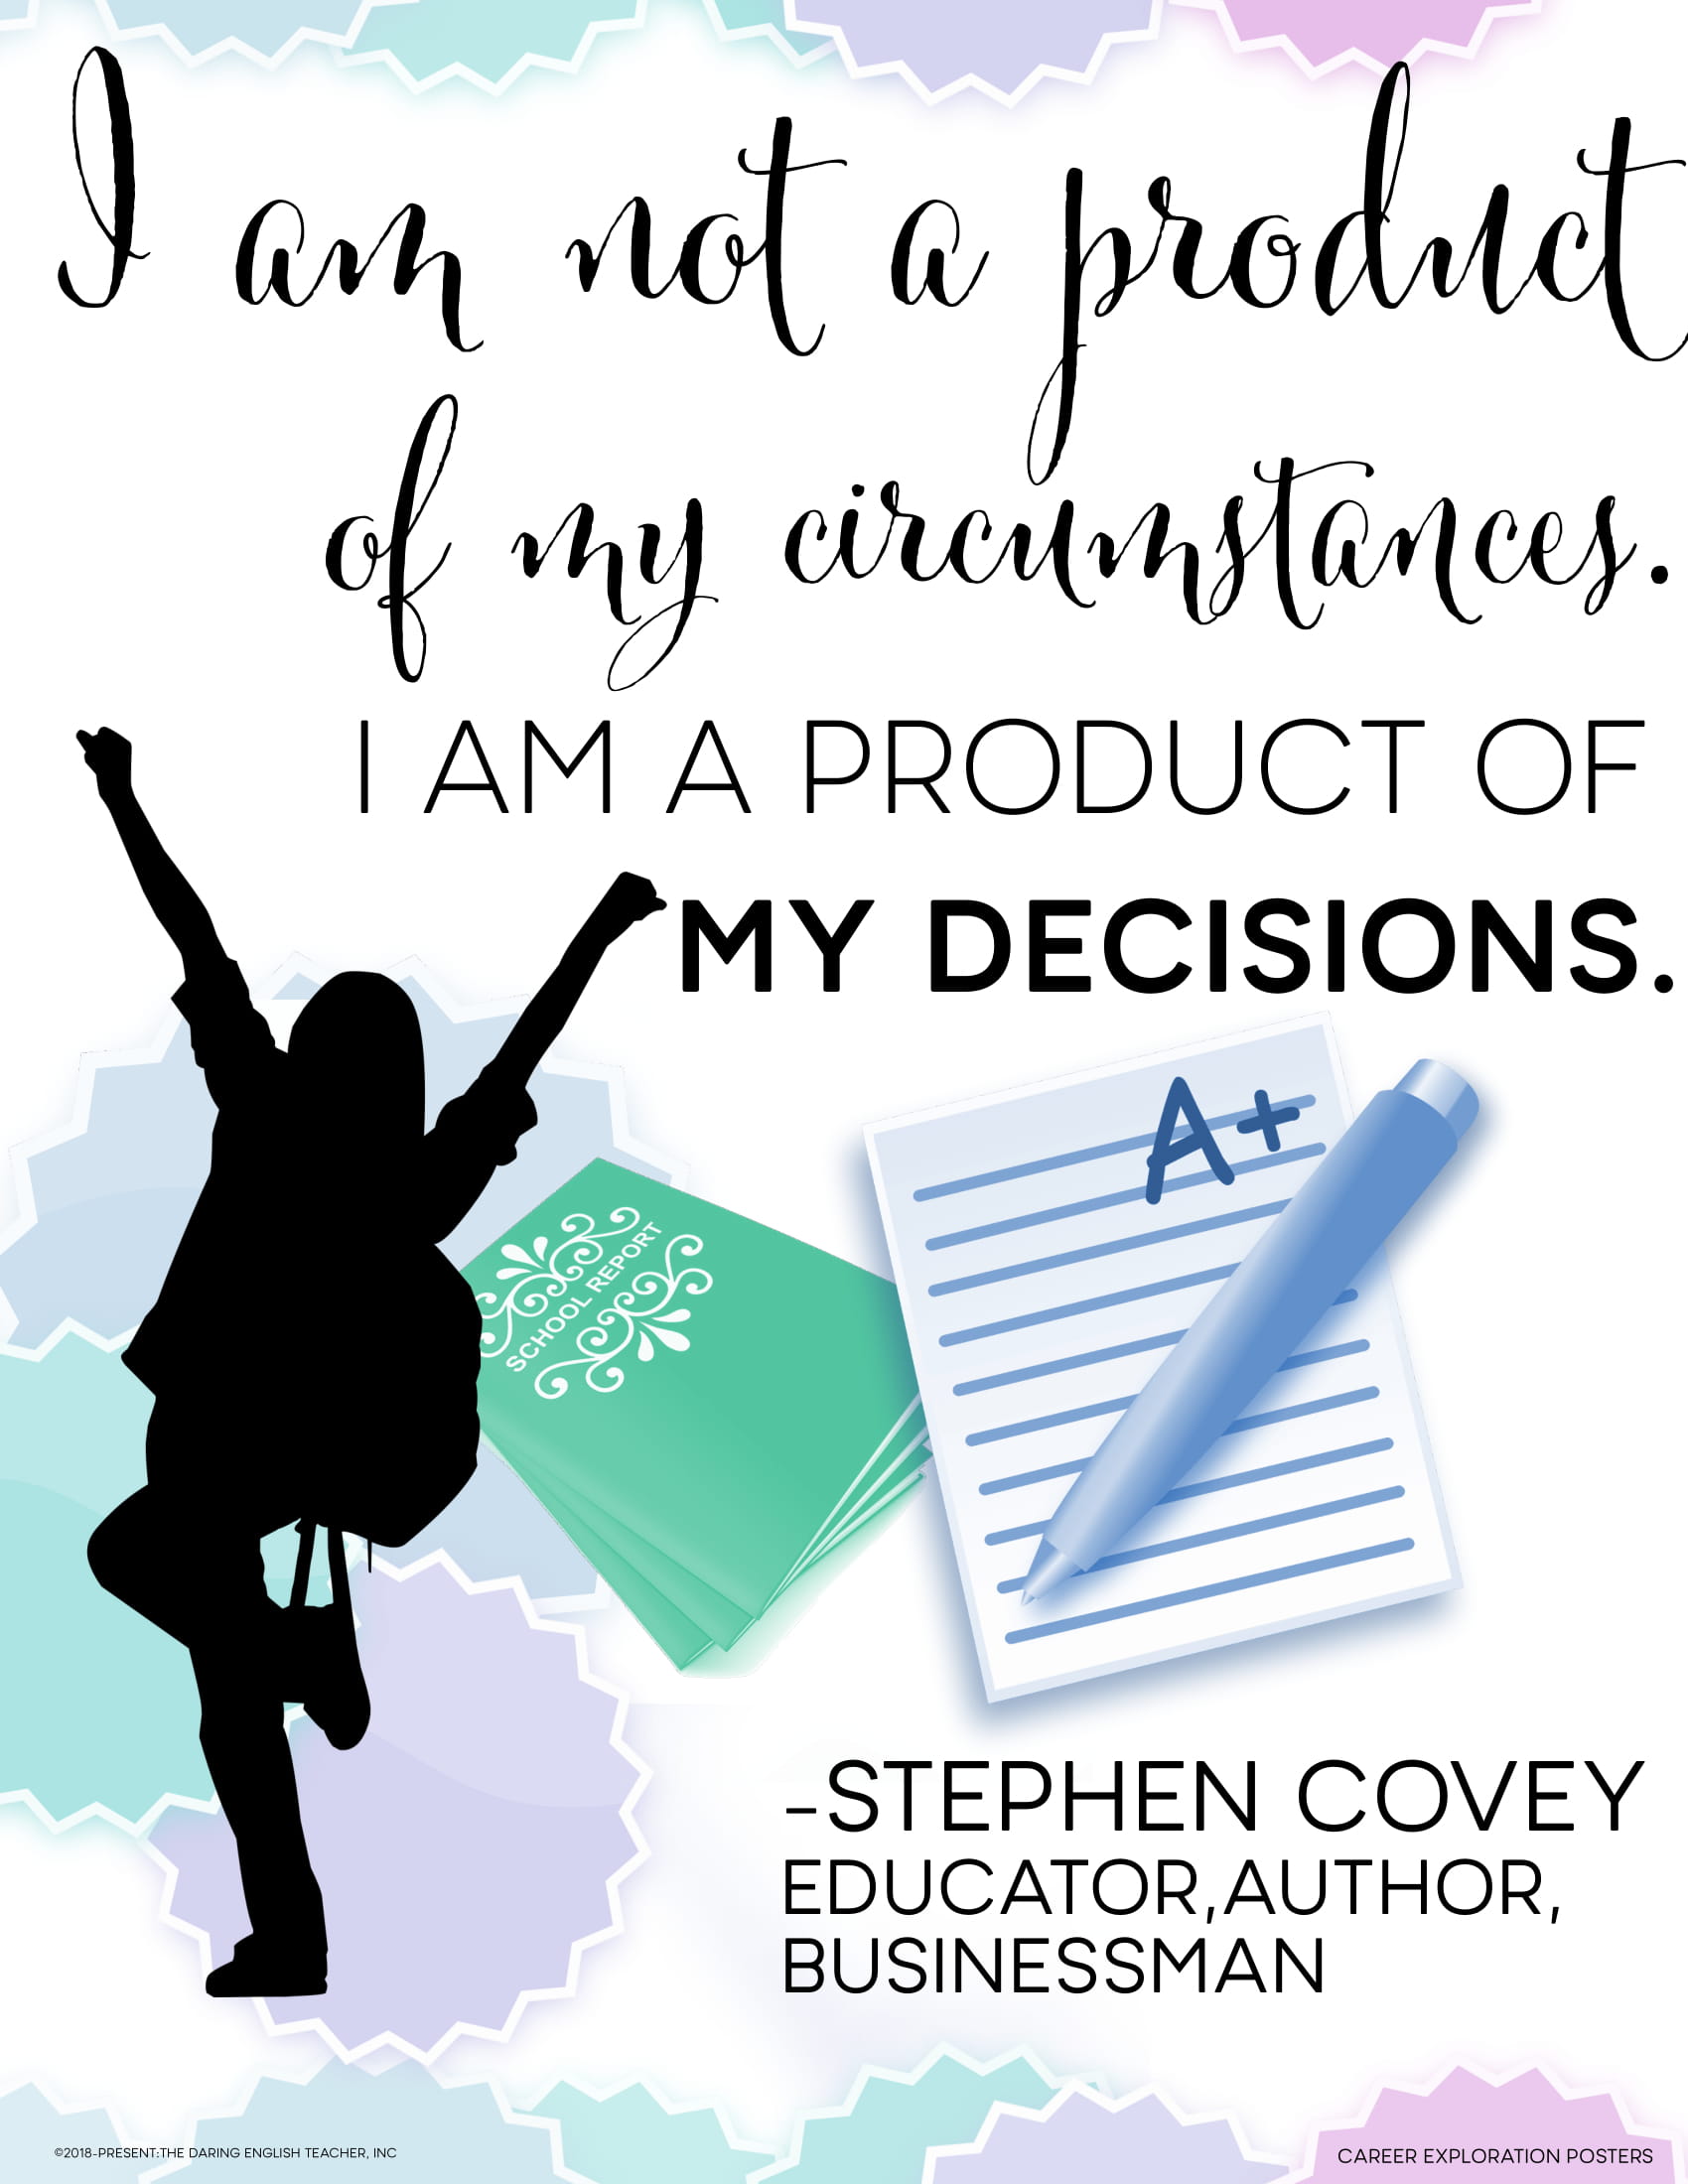 I am not a product
of my circumstances.
I AM A PRODUCT OF
MY DECISIONS.
A+
SCHOOL REPORT
-STEPHEN COVEY
EDUCATOR,AUTHOR,
BUSINESSMAN
©2018-PRESENT:THE DARING ENGLISH TEACHER, INC
CAREER EXPLORATION POSTERS